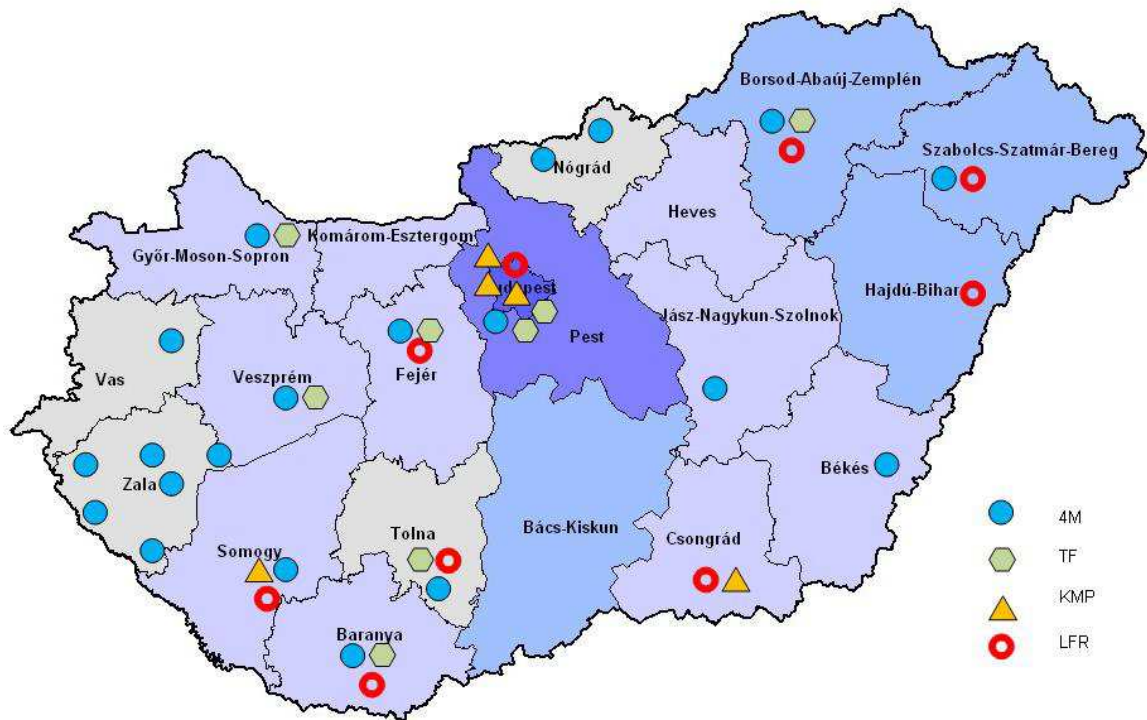 Borsod-Abaúj-Zemplén
Szabolcs-Szatmár-Bereg
Nógrád
Heves
Komárom-Esztergom
Győr-Moson-Sopron
Hajdú-Bihar
Jász-Nagykun-Szolnok
Pest
Vas
Veszprém
Fejér
Békés
Zala
Bács-Kiskun
Tolna
Csongrád
Somogy
Baranya
4M
TF
KMP
LFR